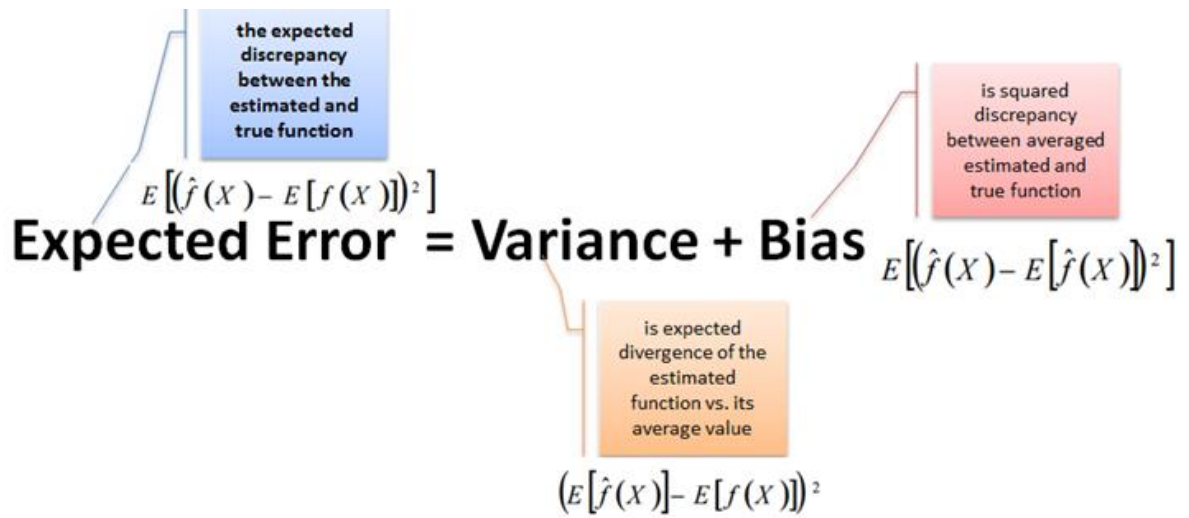 the expected
discrepancy
between the
estimated and
true function
is squared
discrepancy
between averaged
estimated and
true function
E[(f̂(X)− E[f(X)])²]
Expected Error = Variance + Bias
E[(f̂(X)− E[f̂(X)])²]
is expected
divergence of the
estimated
function vs. its
average value
(E[f̂(X)]− E[f(X)])²